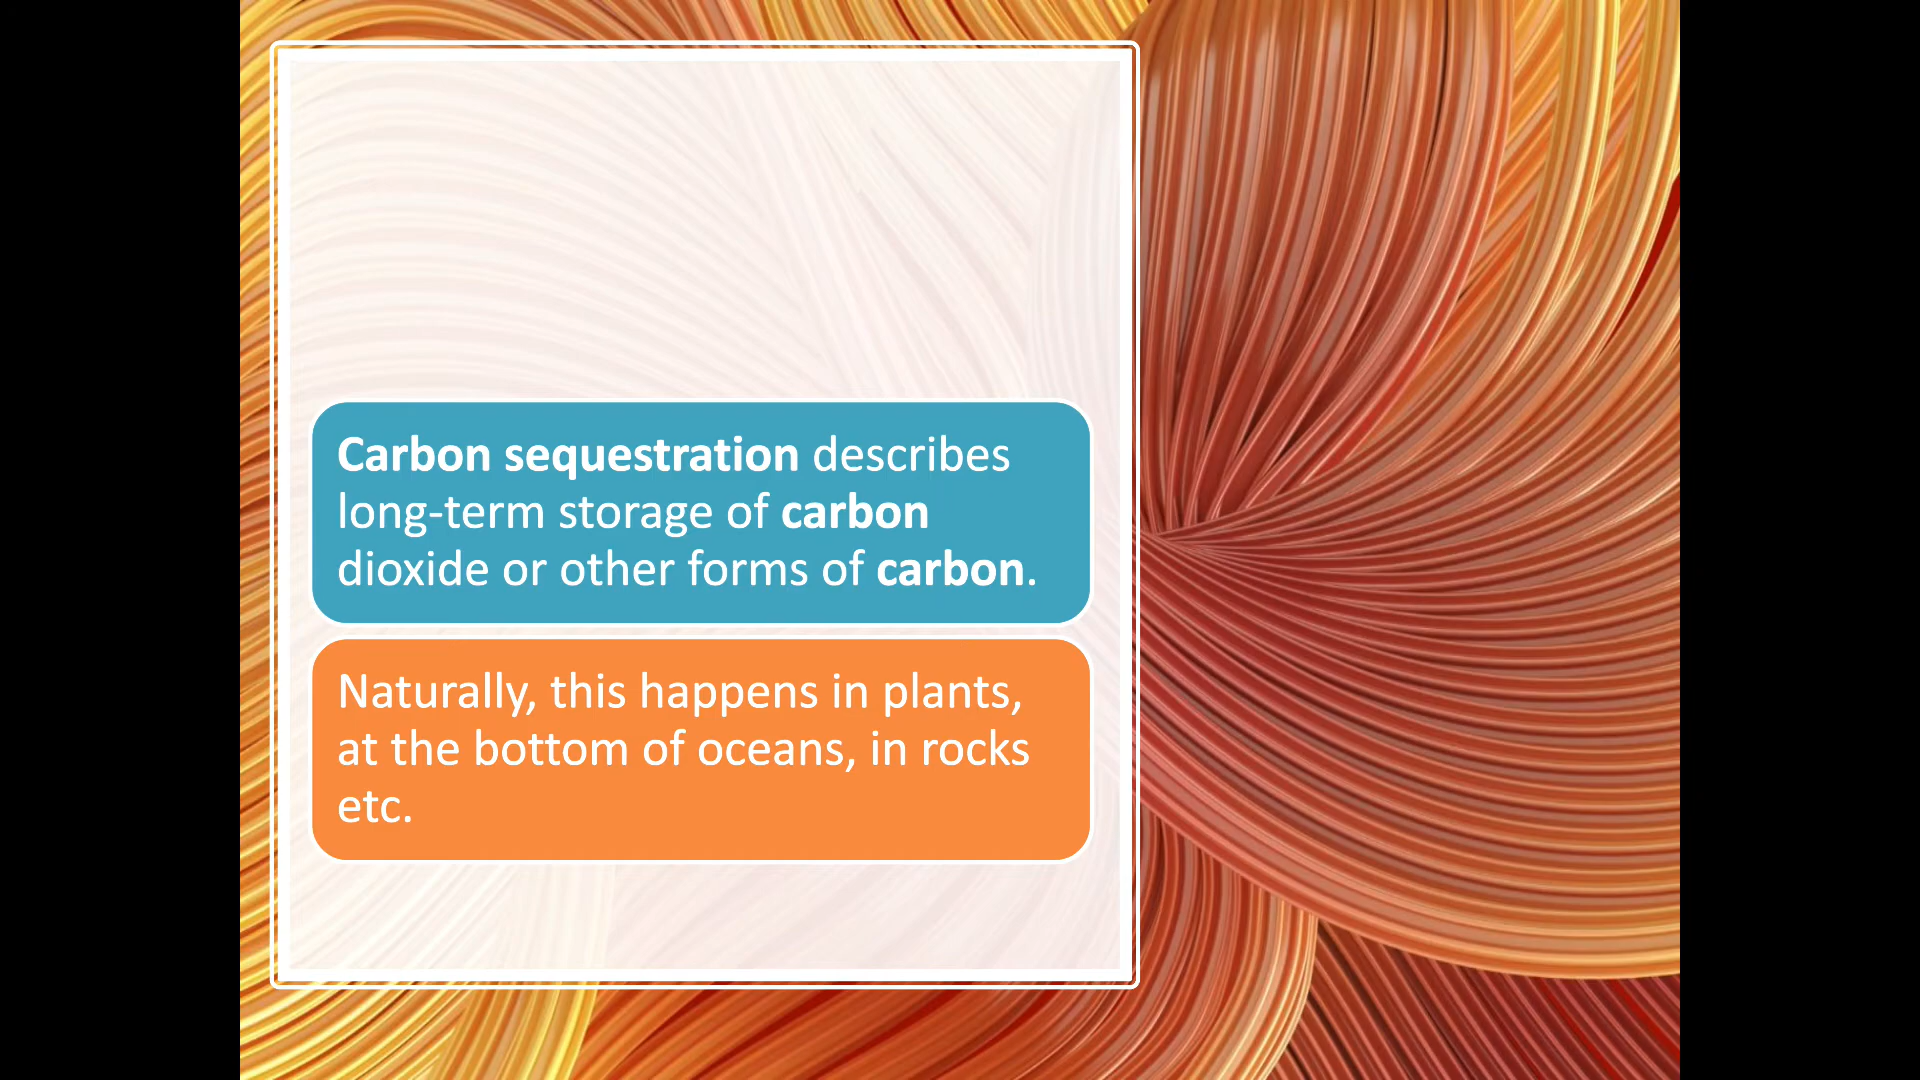 Carbon sequestration describes
long-term storage of carbon
dioxide or other forms of carbon.
Naturally, this happens in plants,
at the bottom of oceans, in rocks
etc.